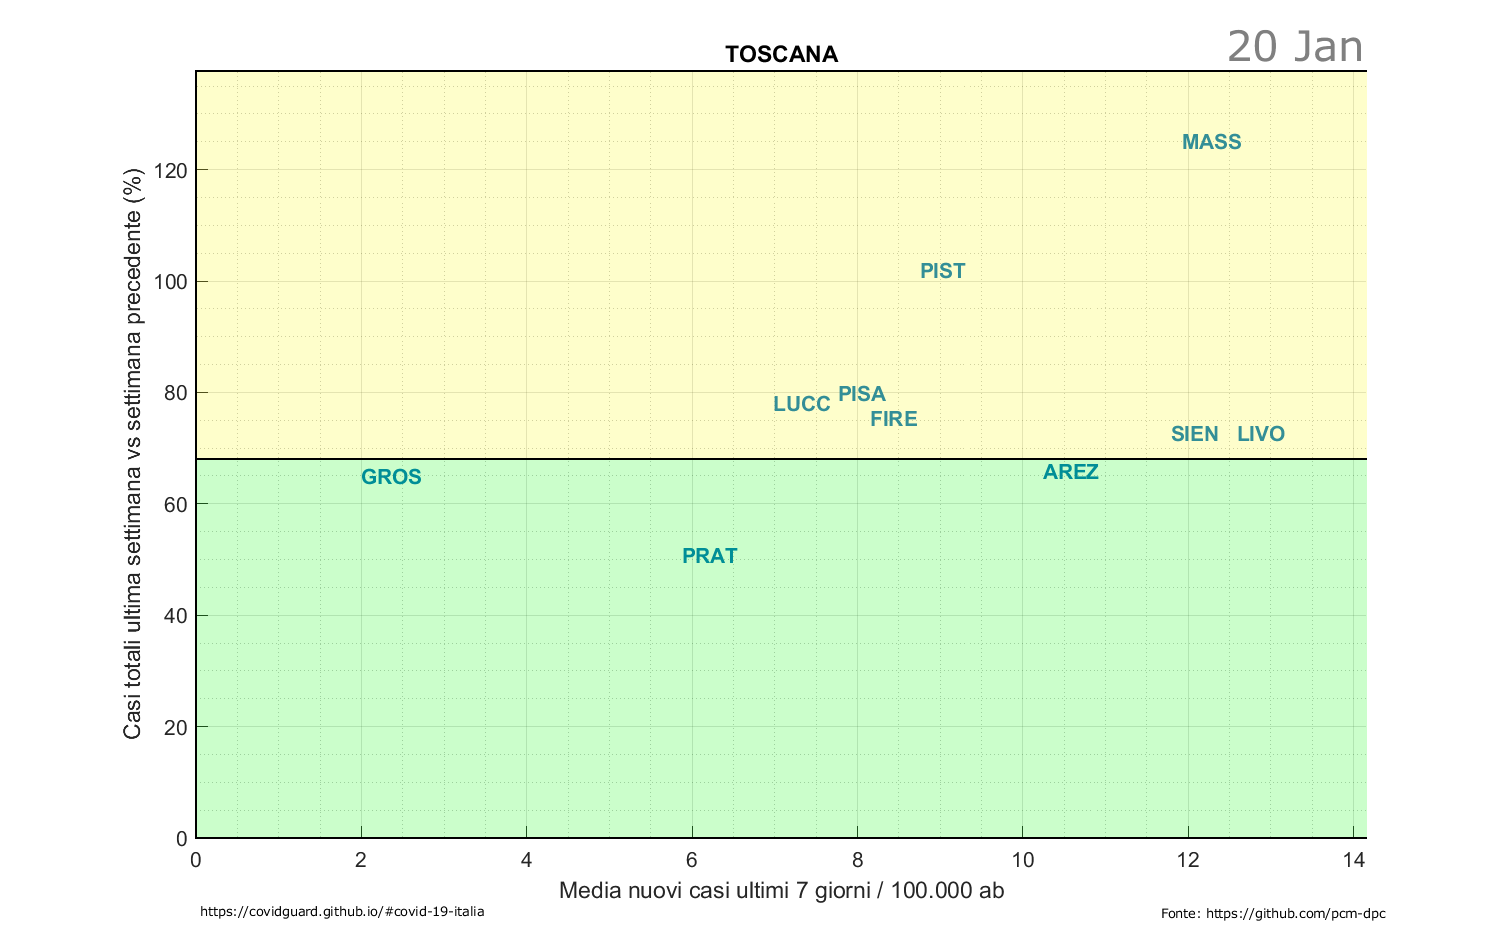 20 Jan
TOSCANA
Casi totali ultima settimana vs settimana precedente (%)
120
100
80
60
40
20
0
MASS
PIST
PISA
LUCC
FIRE
SIEN LIVO
AREZ
GROS
PRAT
0 2 4 6 8 10 12 14
Media nuovi casi ultimi 7 giorni / 100.000 ab
https://covidguard.github.io/#covid-19-italia
Fonte: https://github.com/pcm-dpc